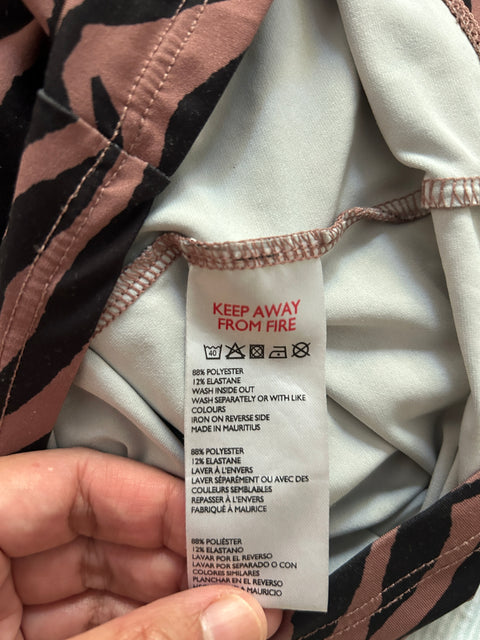 KEEP AWAY
FROM FIRE
40
88% POLYESTER
12% ELASTANE
WASH INSIDE OUT
WASH SEPARATELY OR WITH LIKE
COLOURS
IRON ON REVERSE SIDE
MADE IN MAURITIUS
88% POLYESTER
12% ELASTANE
LAVER À L'ENVERS
LAVER SÉPARÉMENT OU AVEC DES
COULEURS SEMBLABLES
REPASSER À L'ENVERS
FABRIQUÉ À MAURICE
88% POLIÉSTER
12% ELASTANO
LAVAR POR EL REVERSO
LAVAR POR SEPARADO O CON
COLORES SIMILARES
PLANCHAR EN EL REVERSO
MAURICIO